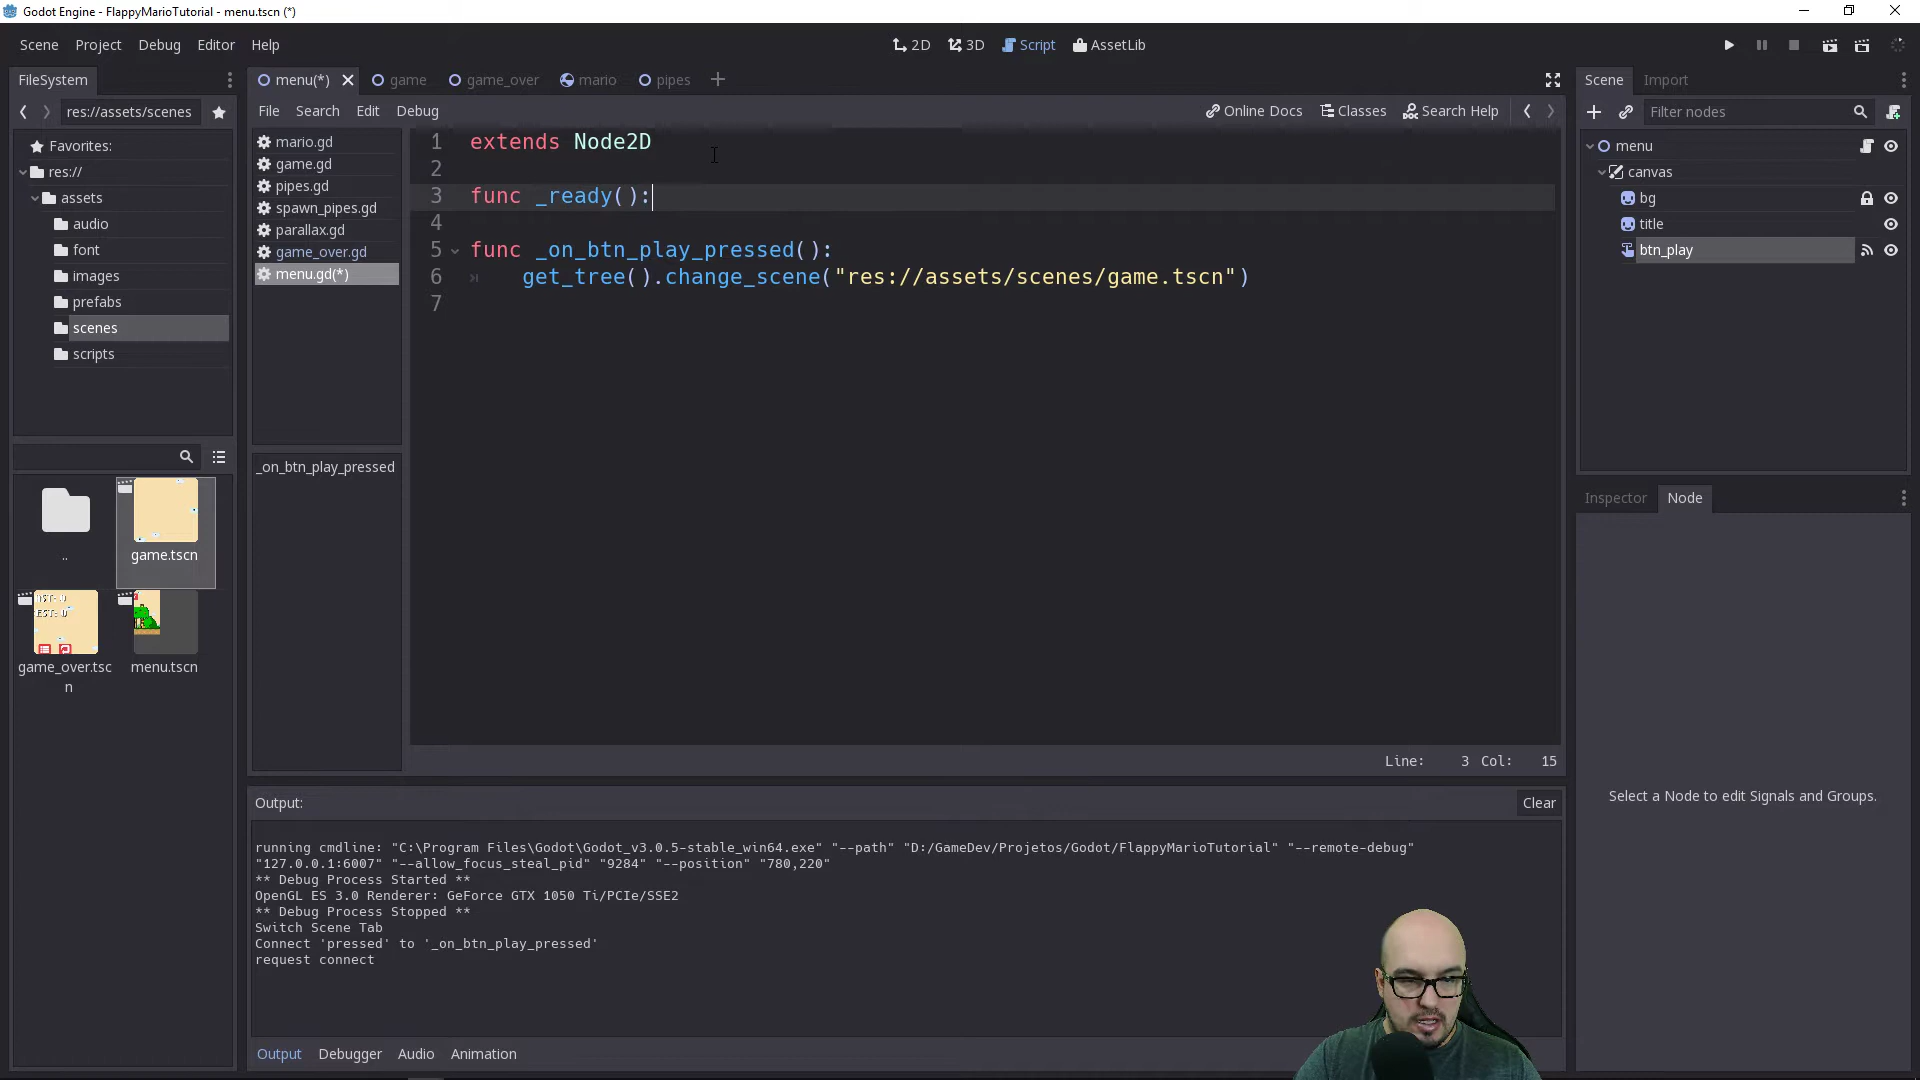 Godot Engine - FlappyMarioTutorial - menu.tscn (*)
Scene Project Debug Editor Help
2D 3D Script AssetLib
FileSystem
menu(*) game game_over mario pipes
Scene Import
res://assets/scenes
File Search Edit Debug
Online Docs Classes Search Help
Filter nodes
Favorites:
res://
assets
audio
font
images
prefabs
scenes
scripts
mario.gd
game.gd
pipes.gd
spawn_pipes.gd
parallax.gd
game_over.gd
menu.gd(*)
1 extends Node2D
2
3 func _ready():
4
5 func _on_btn_play_pressed():
6 get_tree().change_scene("res://assets/scenes/game.tscn")
7
menu
canvas
bg
title
btn_play
_on_btn_play_pressed
..
game.tscn
game_over.tsc
n
menu.tscn
Inspector Node
Select a Node to edit Signals and Groups.
Line: 3 Col: 15
Output:
Clear
running cmdline: "C:\Program Files\Godot\Godot_v3.0.5-stable_win64.exe" "--path" "D:/GameDev/Projetos/Godot/FlappyMarioTutorial" "--remote-debug"
"127.0.0.1:6007" "--allow_focus_steal_pid" "9284" "--position" "780,220"
** Debug Process Started **
OpenGL ES 3.0 Renderer: GeForce GTX 1050 Ti/PCIe/SSE2
** Debug Process Stopped **
Switch Scene Tab
Connect 'pressed' to '_on_btn_play_pressed'
request connect
Output Debugger Audio Animation